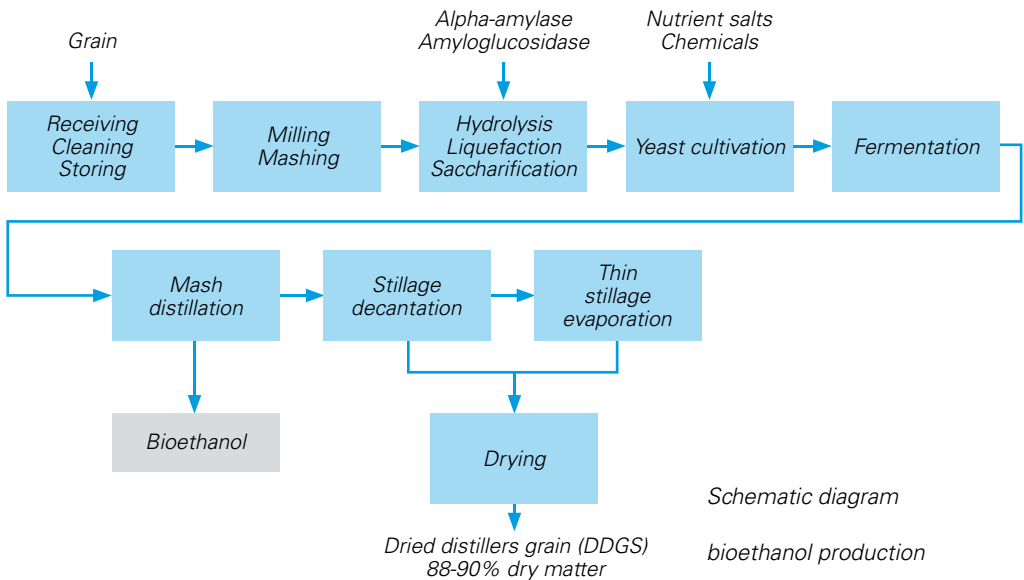 Grain
Alpha-amylase
Amyloglucosidase
Nutrient salts
Chemicals
Receiving
Cleaning
Storing
Milling
Mashing
Hydrolysis
Liquefaction
Saccharification
Yeast cultivation
Fermentation
Mash
distillation
Stillage
decantation
Thin
stillage
evaporation
Bioethanol
Drying
Dried distillers grain (DDGS)
88-90% dry matter
Schematic diagram
bioethanol production